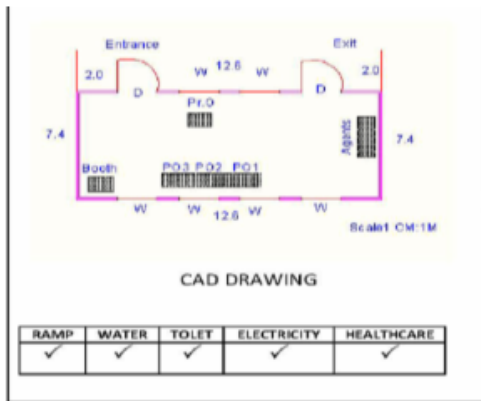 Entrance Exit
2.0 W 12.6 W 2.0
D D
Pr.O
7.4 Agents 7.4
Booth PO3 PO2 PO1
W W 12.6 W W
Scale1 CM:1M
CAD DRAWING
RAMP WATER TOLET ELECTRICITY HEALTHCARE
✓ ✓ ✓ ✓ ✓